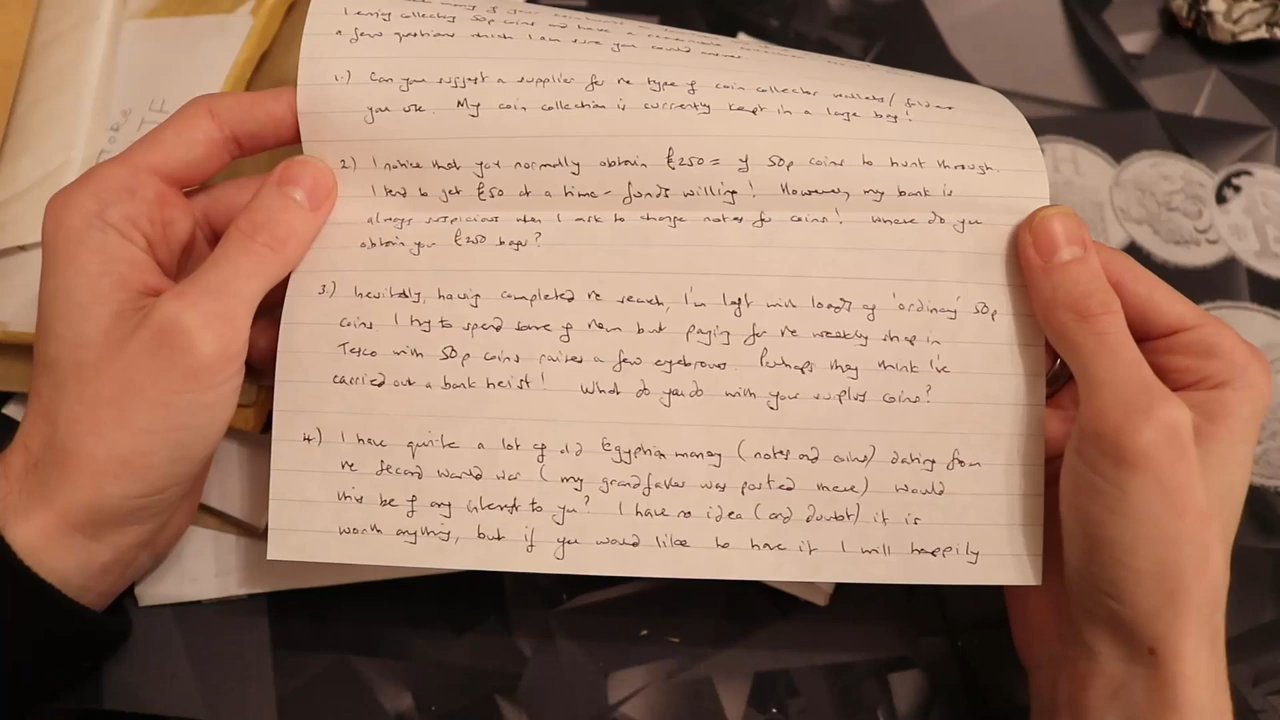 many of your
I enjoy collecting 50p coins and have a
a few questions which I am sure you could answer.
1.) Can you suggest a supplier for the type of coin collector wallets / folders
you use. My coin collection is currently kept in a large bag!
2) I notice that you normally obtain £250= of 50p coins to hunt through.
I tend to get £50 at a time - funds willing! However, my bank is
always suspicious when I ask to change notes for coins! Where do you
obtain you £250 bags?
3.) Inevitably, having completed the search, I'm left with loads of 'ordinary' 50p
coins. I try to spend some of them but paying for the weekly shop in
Tesco with 50p coins raises a few eyebrows. Perhaps they think I've
carried out a bank heist! What do you do with your surplus coins?
4) I have quite a lot of old Egyptian money (notes and coins) dating from
the Second World War (my grandfather was posted there) Would
this be of any interest to you? I have no idea (and doubt) it is
worth anything, but if you would like to have it I will happily